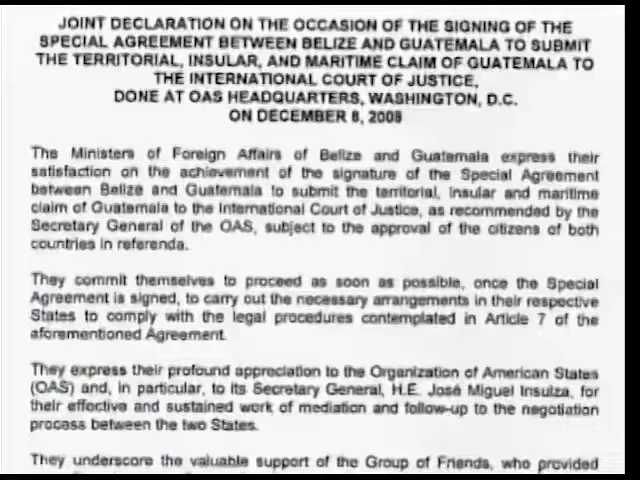 JOINT DECLARATION ON THE OCCASION OF THE SIGNING OF THE
SPECIAL AGREEMENT BETWEEN BELIZE AND GUATEMALA TO SUBMIT
THE TERRITORIAL, INSULAR, AND MARITIME CLAIM OF GUATEMALA TO
THE INTERNATIONAL COURT OF JUSTICE,
DONE AT OAS HEADQUARTERS, WASHINGTON, D.C.
ON DECEMBER 8, 2008
The Ministers of Foreign Affairs of Belize and Guatemala express their
satisfaction on the achievement of the signature of the Special Agreement
between Belize and Guatemala to submit the territorial, insular and maritime
claim of Guatemala to the International Court of Justice, as recommended by the
Secretary General of the OAS, subject to the approval of the citizens of both
countries in referenda.
They commit themselves to proceed as soon as possible, once the Special
Agreement is signed, to carry out the necessary arrangements in their respective
States to comply with the legal procedures contemplated in Article 7 of the
aforementioned Agreement.
They express their profound appreciation to the Organization of American States
(OAS) and, in particular, to its Secretary General, H.E. José Miguel Insulza, for
their effective and sustained work of mediation and follow-up to the negotiation
process between the two States.
They underscore the valuable support of the Group of Friends, who provided